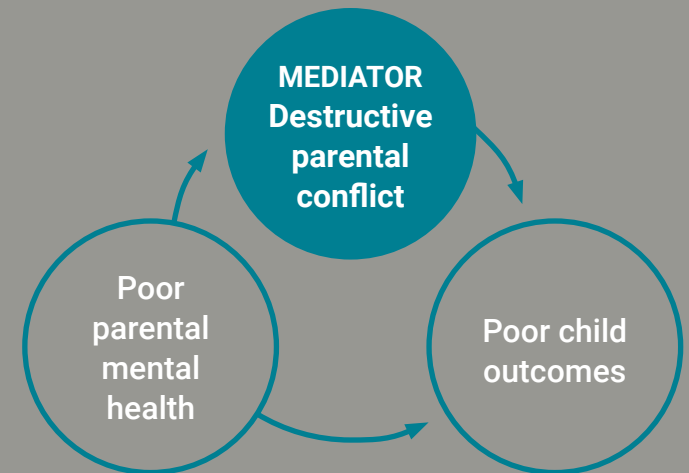 MEDIATOR
Destructive
parental
conflict
Poor
parental
mental
health
Poor child
outcomes